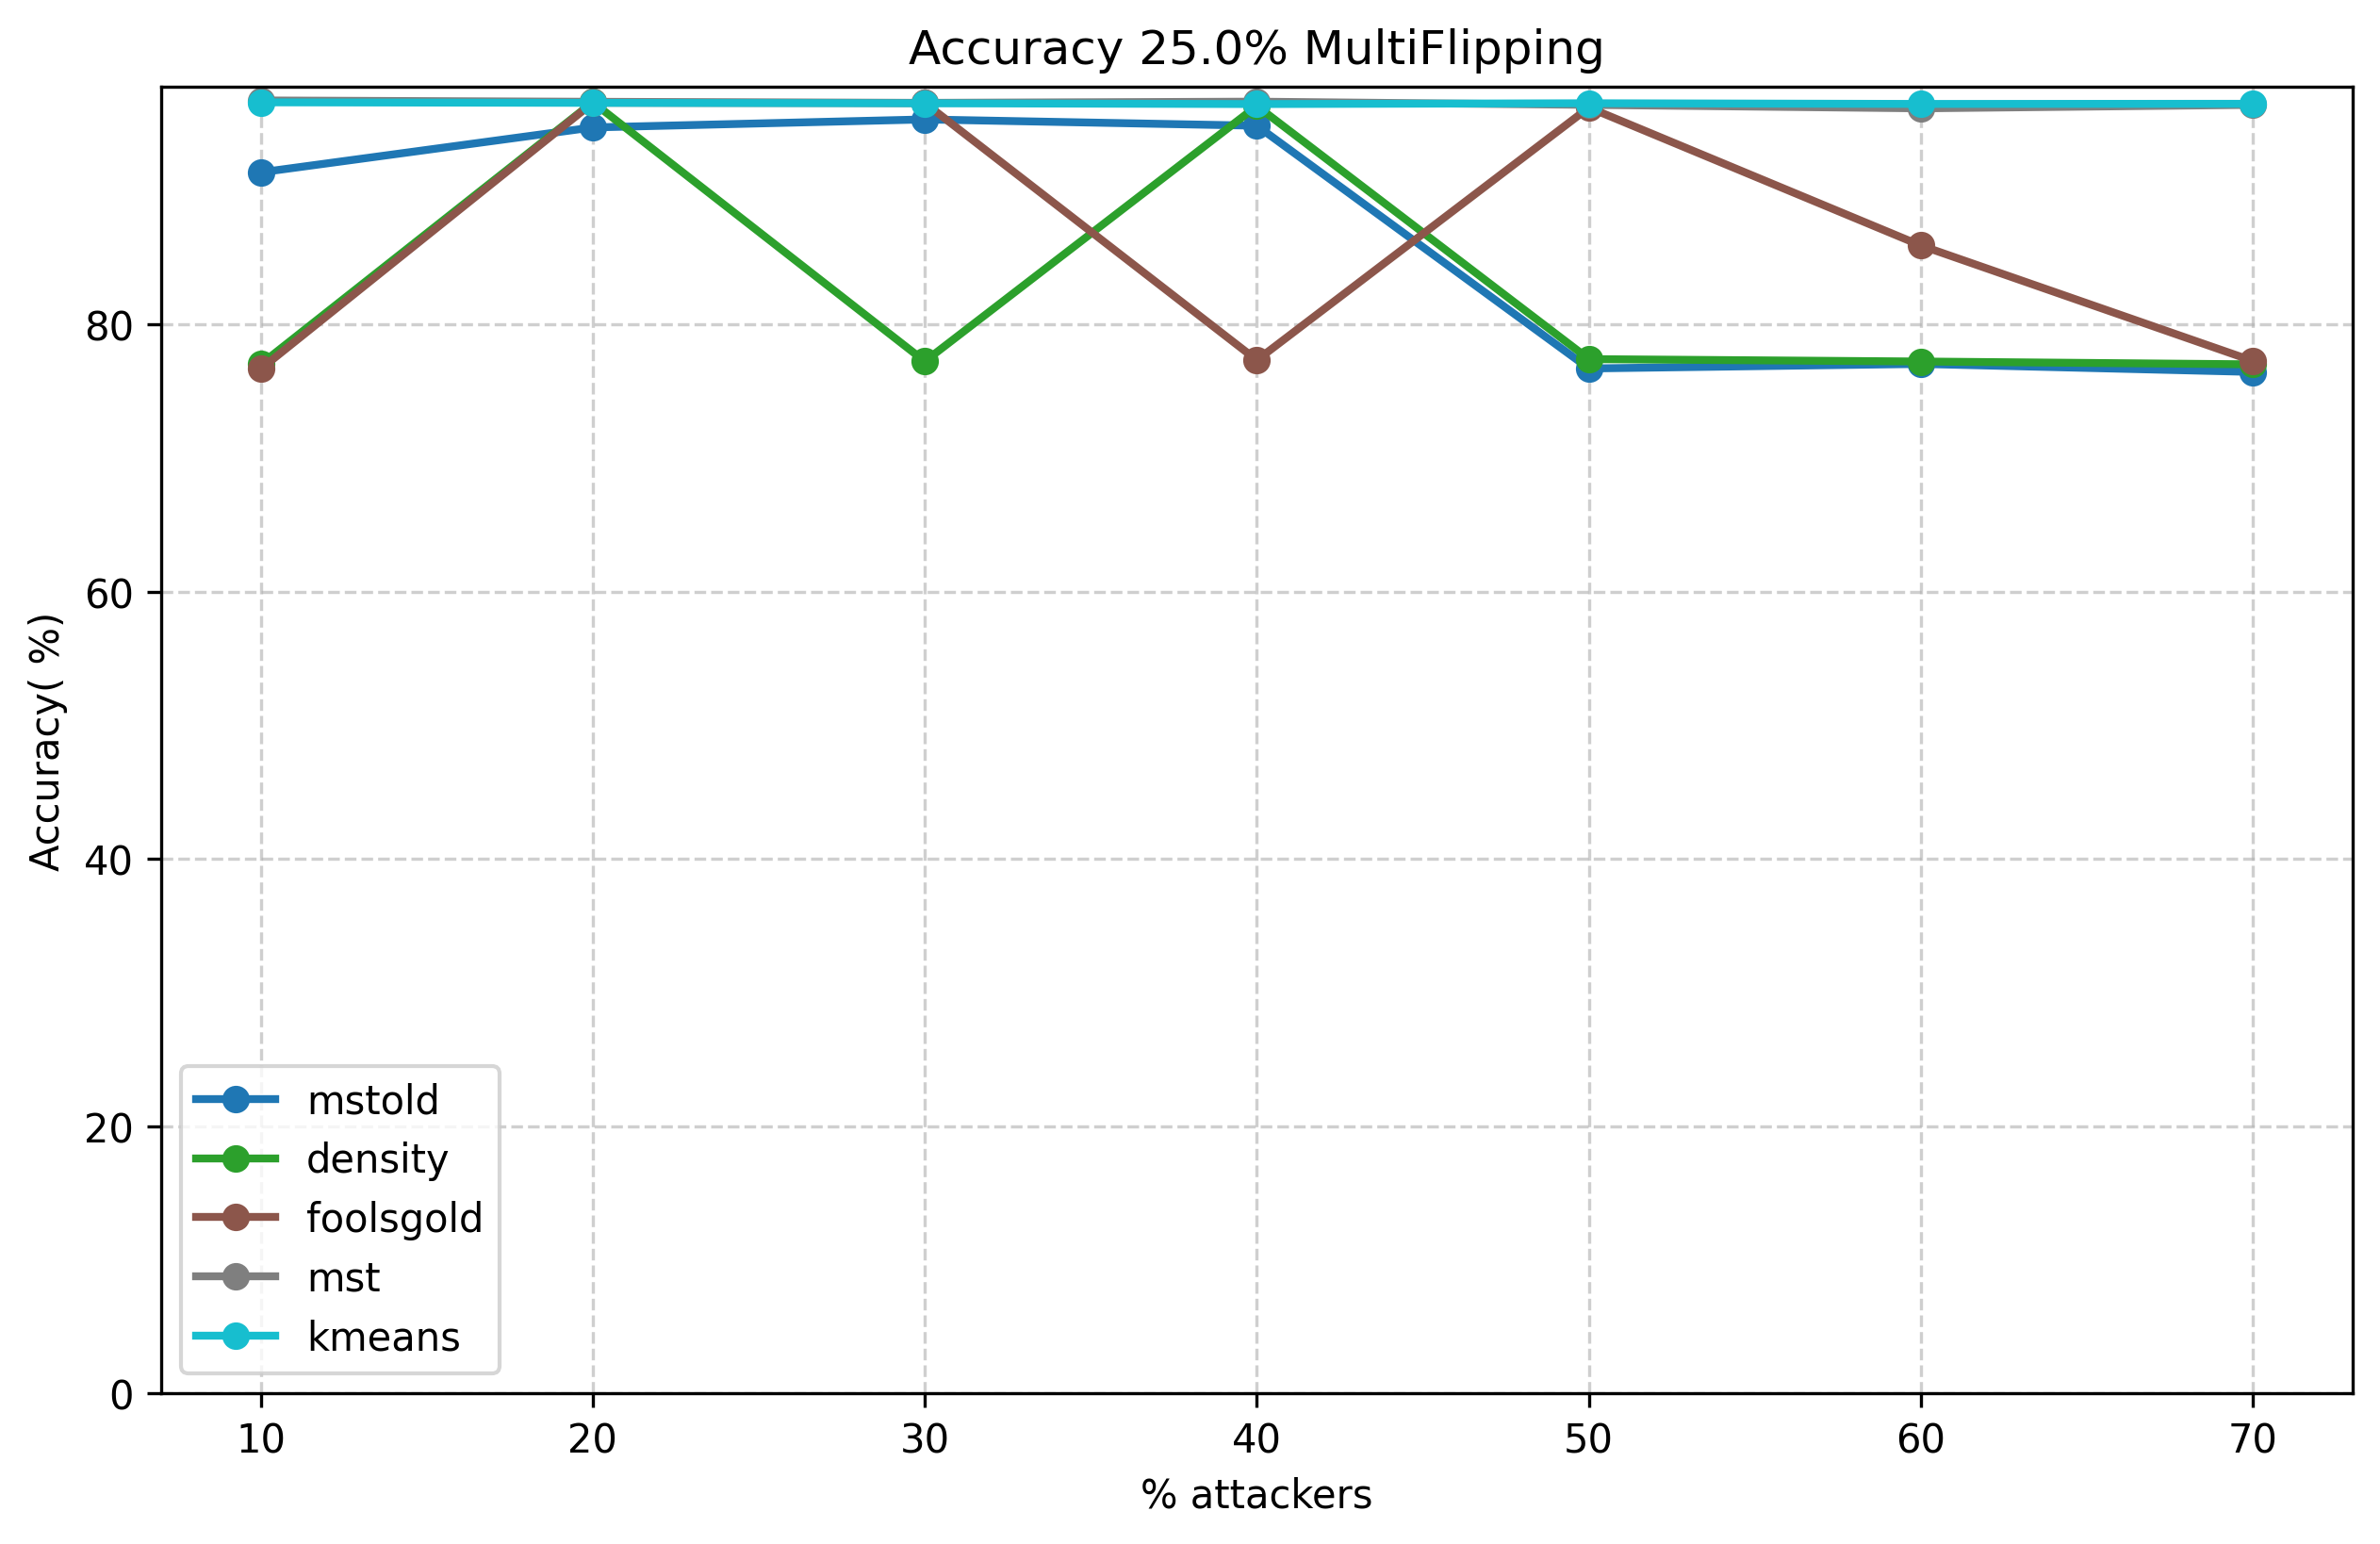 Accuracy 25.0% MultiFlipping
Accuracy( %)
80
60
40
20
0
mstold
density
foolsgold
mst
kmeans
10 20 30 40 50 60 70
% attackers